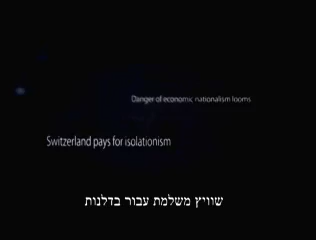 Danger of economic nationalism looms
Switzerland pays for isolationism
שוויץ משלמת עבור בדלנות